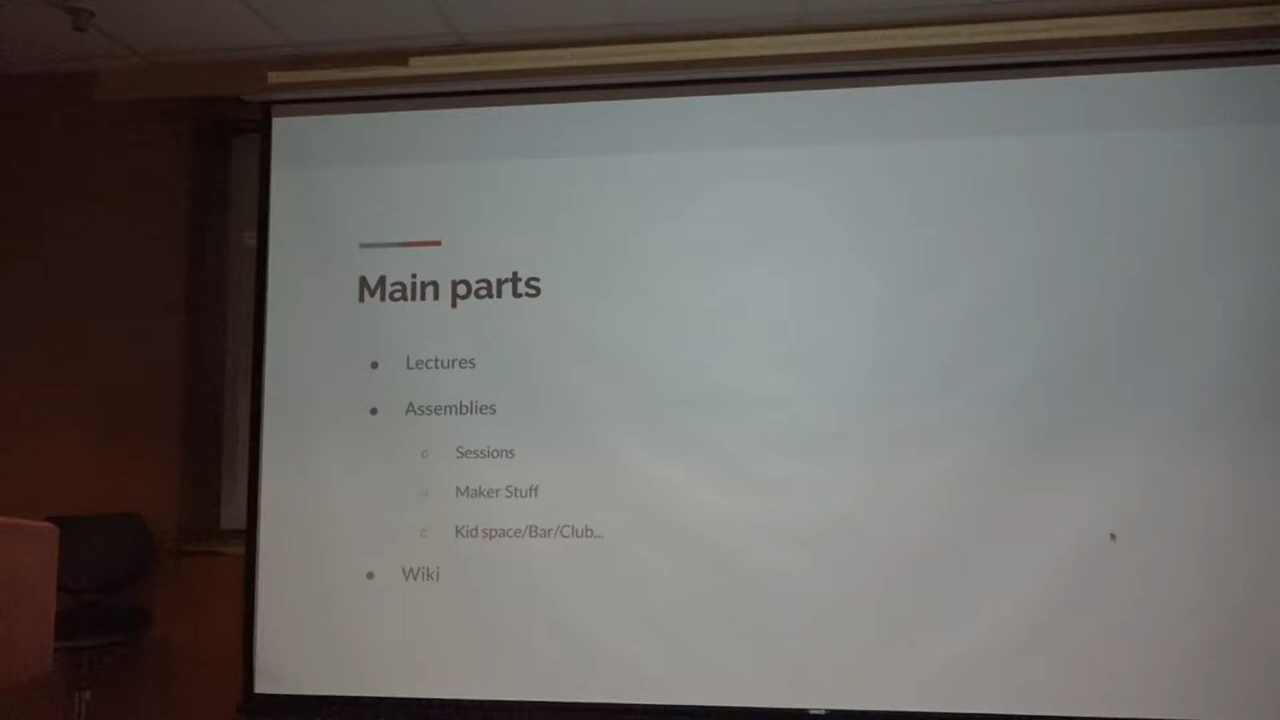 Main parts
● Lectures
● Assemblies
○ Sessions
○ Maker Stuff
○ Kid space/Bar/Club...
● Wiki